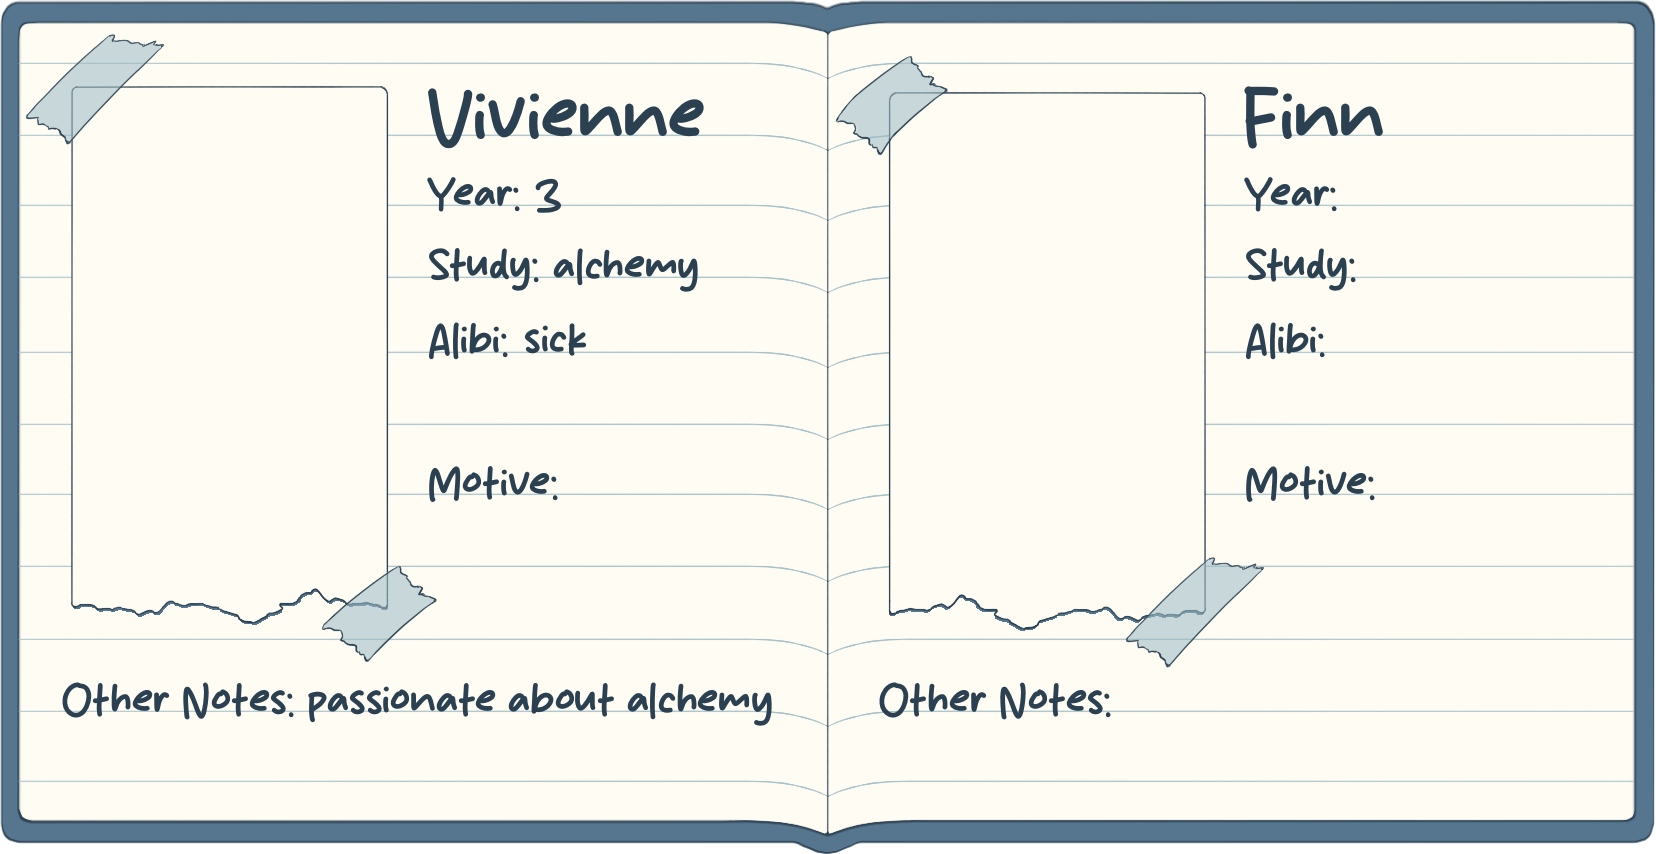 Vivienne
Year: 3
Study: alchemy
Alibi: sick
Motive:
Other Notes: passionate about alchemy
Finn
Year:
Study:
Alibi:
Motive:
Other Notes: